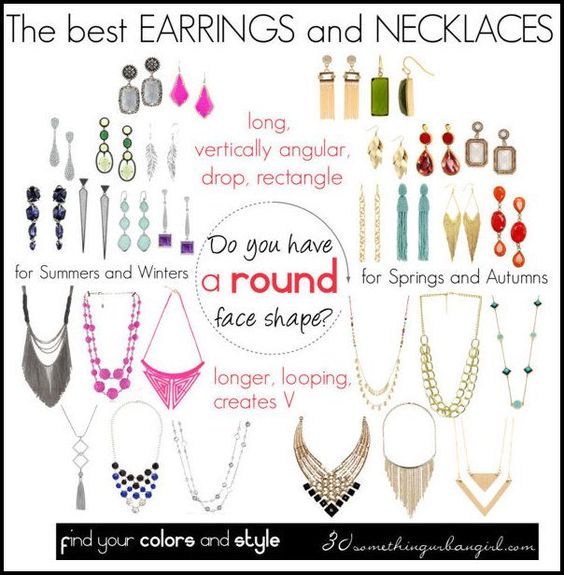 The best EARRINGS and NECKLACES
long,
vertically angular,
drop, rectangle
Do you have
for Summers and Winters
a round
for Springs and Autumns
face shape?
longer, looping,
creates V
find your colors and style
30somethingurbangirl.com